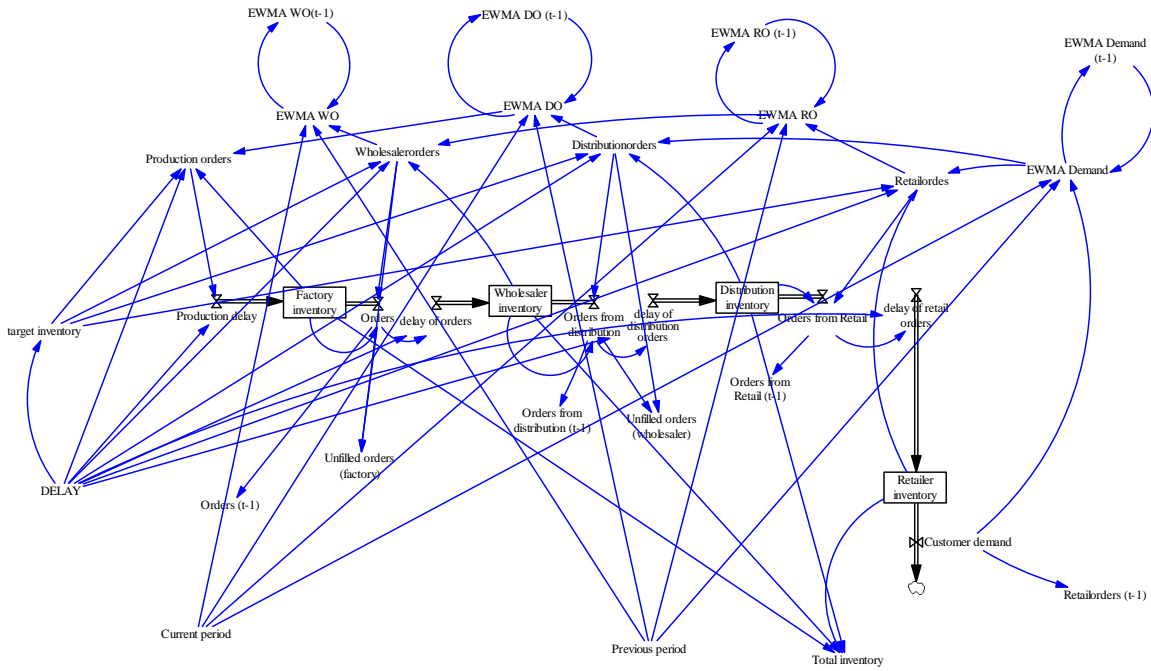 EWMA WO(t-1)
EWMA DO (t-1)
EWMA RO (t-1)
EWMA Demand
(t-1)
EWMA WO
EWMA DO
EWMA RO
Production orders
Wholesalerorders
Distributionorders
Retailordes
EWMA Demand
Factory
inventory
Wholesaler
inventory
Distribution
inventory
target inventory
Production delay
Orders
delay of orders
Orders from
distribution
delay of
distribution
orders
Orders from Retail
delay of retail
orders
Orders from
Retail (t-1)
Orders from
distribution (t-1)
Unfilled orders
(wholesaler)
Unfilled orders
(factory)
DELAY
Orders (t-1)
Retailer
inventory
Customer demand
Retailorders (t-1)
Current period
Previous period
Total inventory